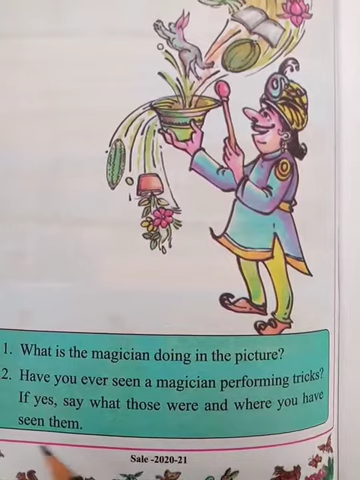 1. What is the magician doing in the picture?
2. Have you ever seen a magician performing tricks?
If yes, say what those were and where you have
seen them.
Sale -2020-21